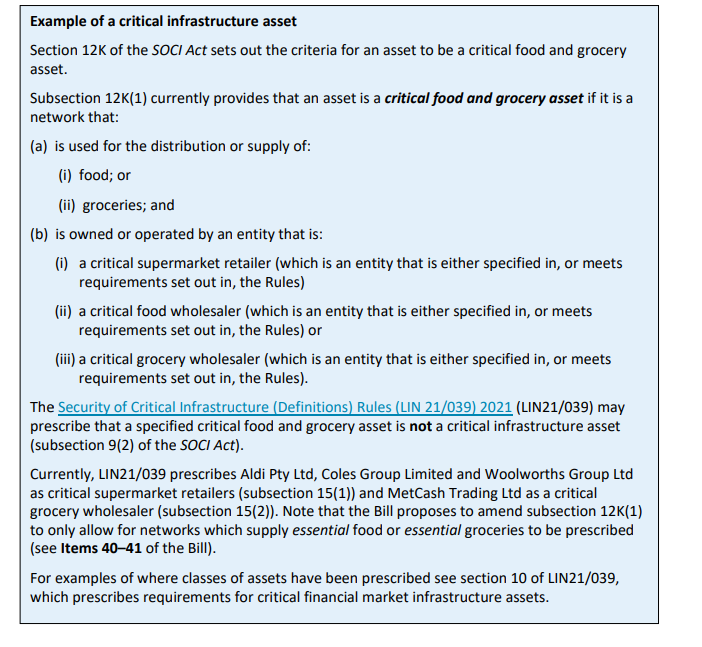 Example of a critical infrastructure asset
Section 12K of the SOCI Act sets out the criteria for an asset to be a critical food and grocery
asset.
Subsection 12K(1) currently provides that an asset is a critical food and grocery asset if it is a
network that:
(a) is used for the distribution or supply of:
(i) food; or
(ii) groceries; and
(b) is owned or operated by an entity that is:
(i) a critical supermarket retailer (which is an entity that is either specified in, or meets
requirements set out in, the Rules)
(ii) a critical food wholesaler (which is an entity that is either specified in, or meets
requirements set out in, the Rules) or
(iii) a critical grocery wholesaler (which is an entity that is either specified in, or meets
requirements set out in, the Rules).
The Security of Critical Infrastructure (Definitions) Rules (LIN 21/039) 2021 (LIN21/039) may
prescribe that a specified critical food and grocery asset is not a critical infrastructure asset
(subsection 9(2) of the SOCI Act).
Currently, LIN21/039 prescribes Aldi Pty Ltd, Coles Group Limited and Woolworths Group Ltd
as critical supermarket retailers (subsection 15(1)) and MetCash Trading Ltd as a critical
grocery wholesaler (subsection 15(2)). Note that the Bill proposes to amend subsection 12K(1)
to only allow for networks which supply essential food or essential groceries to be prescribed
(see Items 40–41 of the Bill).
For examples of where classes of assets have been prescribed see section 10 of LIN21/039,
which prescribes requirements for critical financial market infrastructure assets.